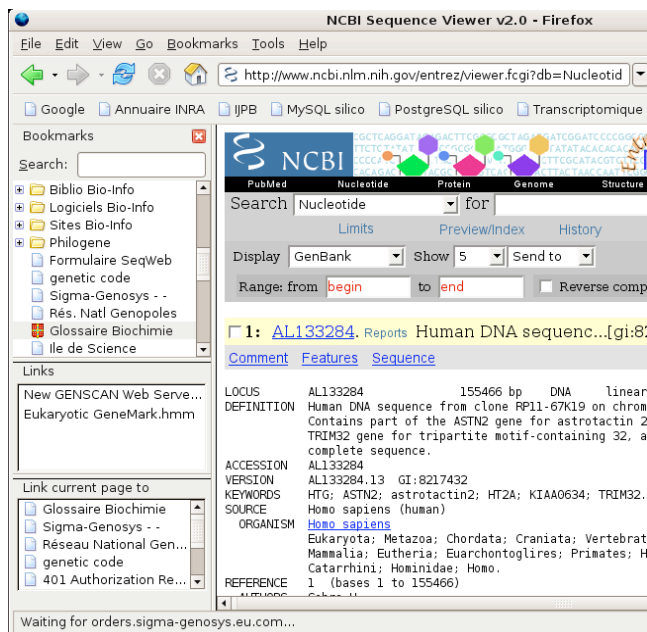 NCBI Sequence Viewer v2.0 - Firefox
File Edit View Go Bookmarks Tools Help
http://www.ncbi.nlm.nih.gov/entrez/viewer.fcgi?db=Nucleotid
Google Annuaire INRA IJPB MySQL silico PostgreSQL silico Transcriptomique
Bookmarks
Search:
Biblio Bio-Info
Logiciels Bio-Info
Sites Bio-Info
Philogene
Formulaire SeqWeb
genetic code
Sigma-Genosys - -
Rés. Natl Genopoles
Glossaire Biochimie
Ile de Science
Links
New GENSCAN Web Serve...
Eukaryotic GeneMark.hmm
Link current page to
Glossaire Biochimie
Sigma-Genosys - -
Réseau National Gen...
genetic code
401 Authorization Re...
NCBI
PubMed Nucleotide Protein Genome Structure
Search Nucleotide for
Limits Preview/Index History
Display GenBank Show 5 Send to
Range: from begin to end Reverse comp
1: AL133284. Reports Human DNA sequenc...[gi:82
Comment Features Sequence
LOCUS AL133284 155466 bp DNA linear
DEFINITION Human DNA sequence from clone RP11-67K19 on chrom
Contains part of the ASTN2 gene for astrotactin 2
TRIM32 gene for tripartite motif-containing 32, a
complete sequence.
ACCESSION AL133284
VERSION AL133284.13 GI:8217432
KEYWORDS HTG; ASTN2; astrotactin2; HT2A; KIAA0634; TRIM32.
SOURCE Homo sapiens (human)
ORGANISM Homo sapiens
Eukaryota; Metazoa; Chordata; Craniata; Vertebrat
Mammalia; Eutheria; Euarchontoglires; Primates; H
Catarrhini; Hominidae; Homo.
REFERENCE 1 (bases 1 to 155466)
Waiting for orders.sigma-genosys.eu.com...